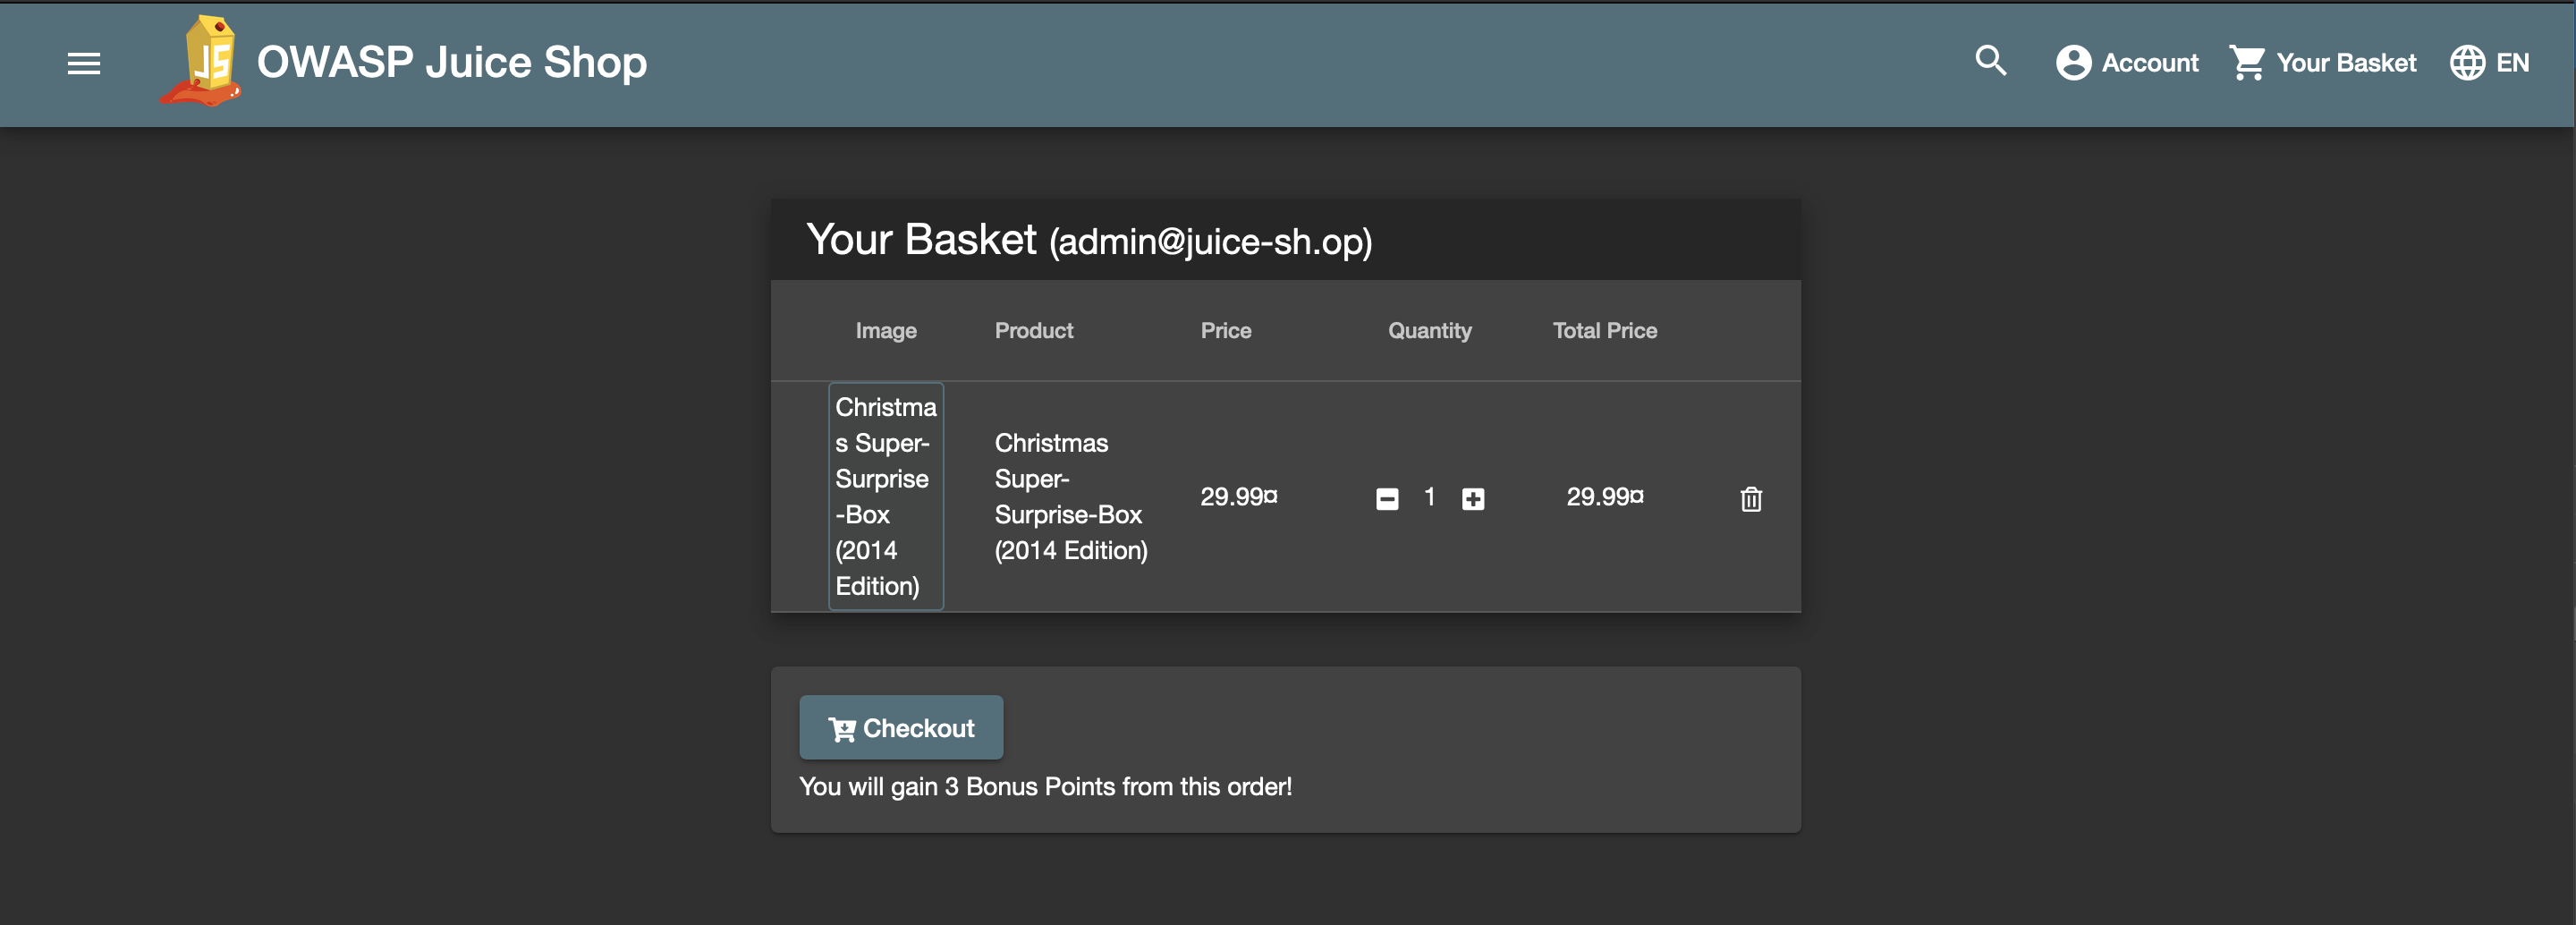 JS
OWASP Juice Shop
Account
Your Basket
EN
Your Basket (admin@juice-sh.op)
Image Product Price Quantity Total Price
Christma
s Super-
Surprise
-Box
(2014
Edition)
Christmas
Super-
Surprise-Box
(2014 Edition)
29.99¤
1
29.99¤
Checkout
You will gain 3 Bonus Points from this order!